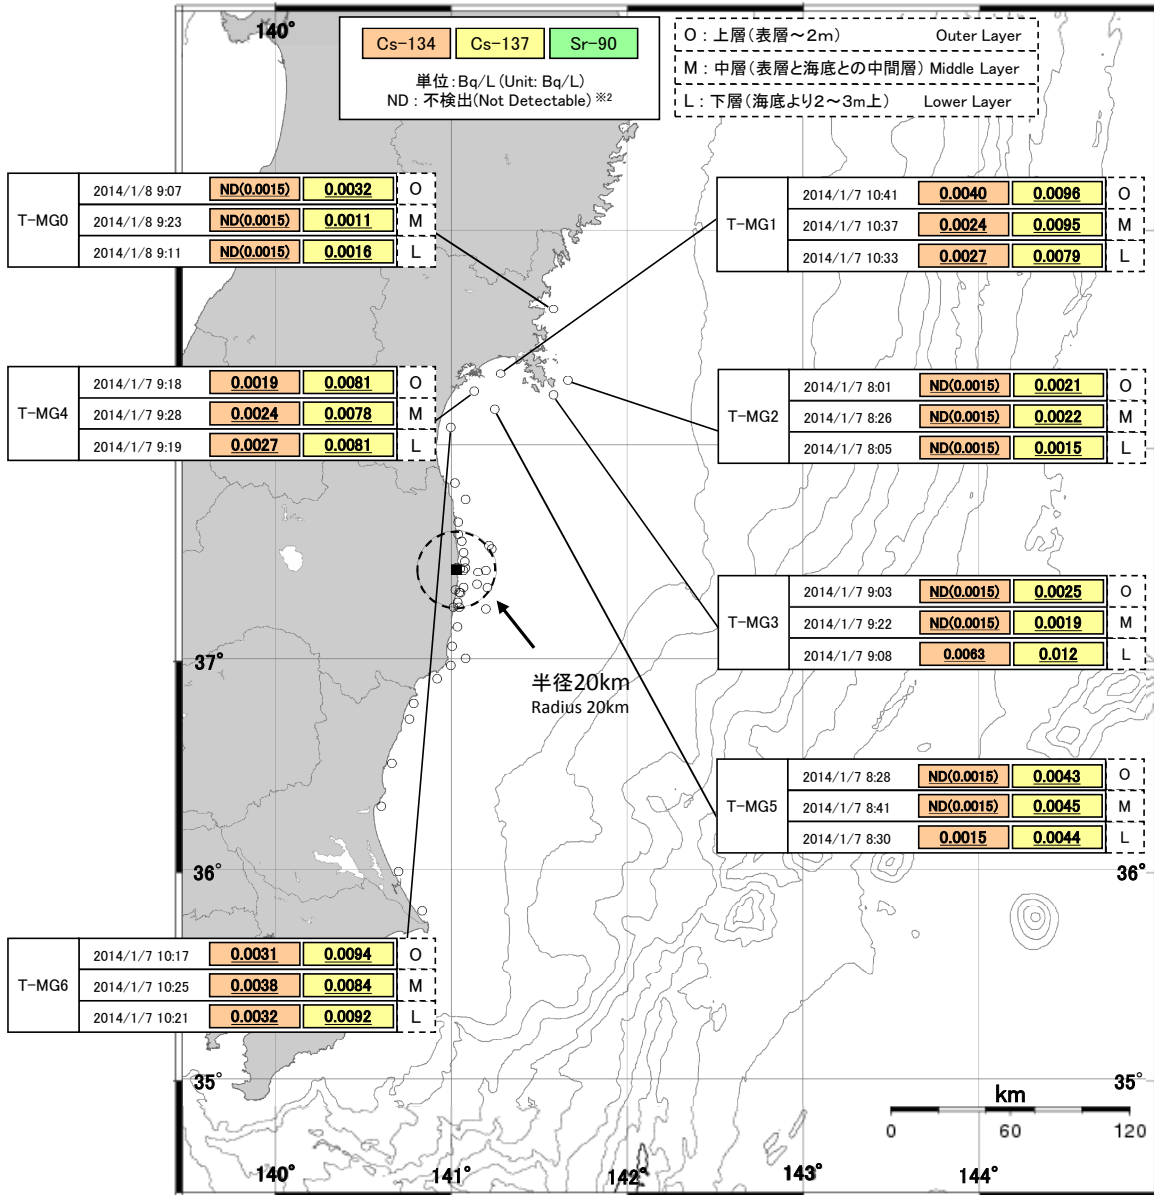 140°
Cs-134 Cs-137 Sr-90
単位:Bq/L (Unit: Bq/L)
ND : 不検出(Not Detectable) ※2
O : 上層(表層～2m) Outer Layer
M : 中層(表層と海底との中間層) Middle Layer
L : 下層(海底より2～3m上) Lower Layer
T-MG0
2014/1/8 9:07 ND(0.0015) 0.0032 O
2014/1/8 9:23 ND(0.0015) 0.0011 M
2014/1/8 9:11 ND(0.0015) 0.0016 L
T-MG1
2014/1/7 10:41 0.0040 0.0096 O
2014/1/7 10:37 0.0024 0.0095 M
2014/1/7 10:33 0.0027 0.0079 L
T-MG4
2014/1/7 9:18 0.0019 0.0081 O
2014/1/7 9:28 0.0024 0.0078 M
2014/1/7 9:19 0.0027 0.0081 L
T-MG2
2014/1/7 8:01 ND(0.0015) 0.0021 O
2014/1/7 8:26 ND(0.0015) 0.0022 M
2014/1/7 8:05 ND(0.0015) 0.0015 L
T-MG3
2014/1/7 9:03 ND(0.0015) 0.0025 O
2014/1/7 9:22 ND(0.0015) 0.0019 M
2014/1/7 9:08 0.0063 0.012 L
37°
半径20km
Radius 20km
T-MG5
2014/1/7 8:28 ND(0.0015) 0.0043 O
2014/1/7 8:41 ND(0.0015) 0.0045 M
2014/1/7 8:30 0.0015 0.0044 L
36° 36°
T-MG6
2014/1/7 10:17 0.0031 0.0094 O
2014/1/7 10:25 0.0038 0.0084 M
2014/1/7 10:21 0.0032 0.0092 L
35° 35°
km
0 60 120
140° 141° 142° 143° 144°